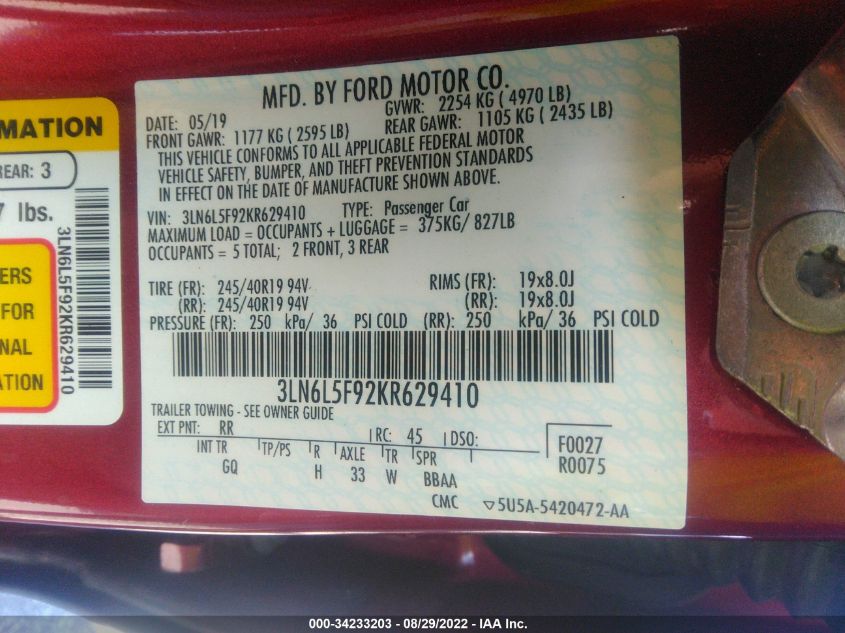 MFD. BY FORD MOTOR CO.
DATE: 05/19 GVWR: 2254 KG ( 4970 LB)
FRONT GAWR: 1177 KG ( 2595 LB) REAR GAWR: 1105 KG ( 2435 LB)
THIS VEHICLE CONFORMS TO ALL APPLICABLE FEDERAL MOTOR
VEHICLE SAFETY, BUMPER, AND THEFT PREVENTION STANDARDS
IN EFFECT ON THE DATE OF MANUFACTURE SHOWN ABOVE.
VIN: 3LN6L5F92KR629410 TYPE: Passenger Car
MAXIMUM LOAD = OCCUPANTS + LUGGAGE = 375KG/ 827LB
OCCUPANTS = 5 TOTAL; 2 FRONT, 3 REAR
TIRE (FR): 245/40R19 94V RIMS (FR): 19x8.0J
(RR): 245/40R19 94V (RR): 19x8.0J
PRESSURE (FR): 250 kPa/ 36 PSI COLD (RR): 250 kPa/ 36 PSI COLD
3LN6L5F92KR629410
TRAILER TOWING - SEE OWNER GUIDE
EXT PNT: RR RC: 45 DSO:
INT TR TP/PS R AXLE TR SPR
GQ H 33 W BBAA
F0027
R0075
CMC 5U5A-5420472-AA
MATION
REAR: 3
7 lbs.
ERS
FOR
NAL
ATION
3LN6L5F92KR629410
000-34233203 - 08/29/2022 - IAA Inc.